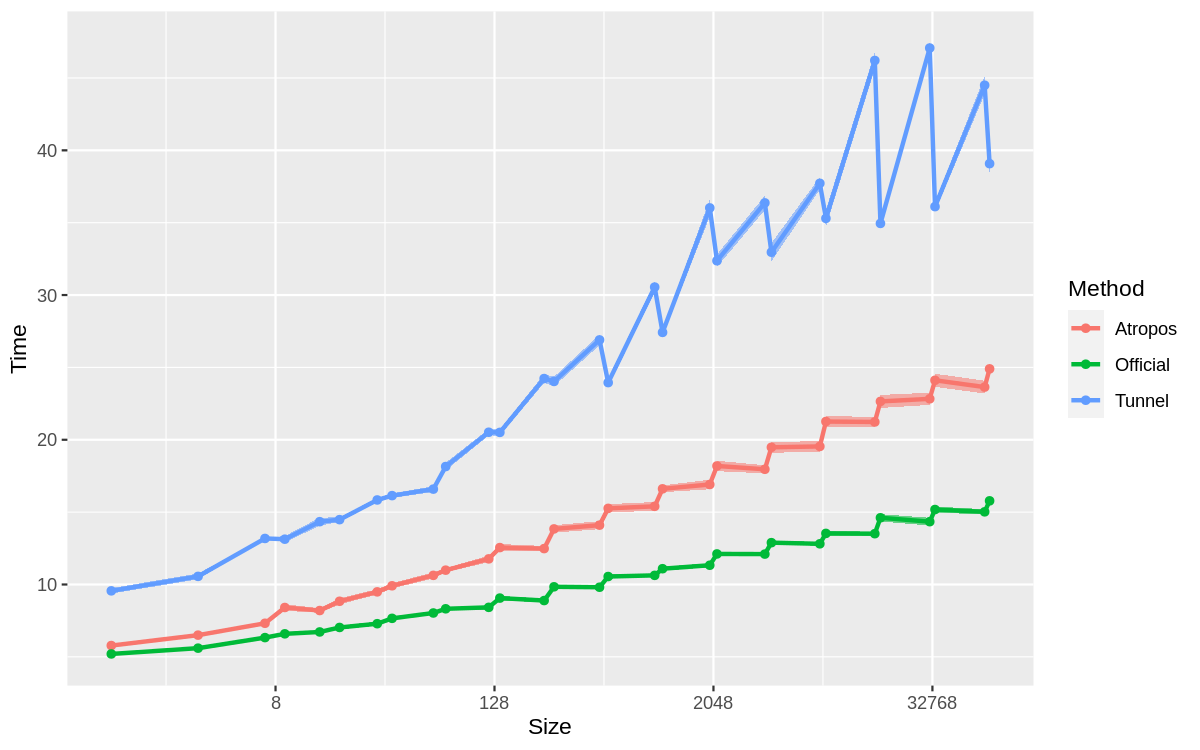 40
30
20
10
Time
8
128
2048
32768
Size
Method
Atropos
Official
Tunnel